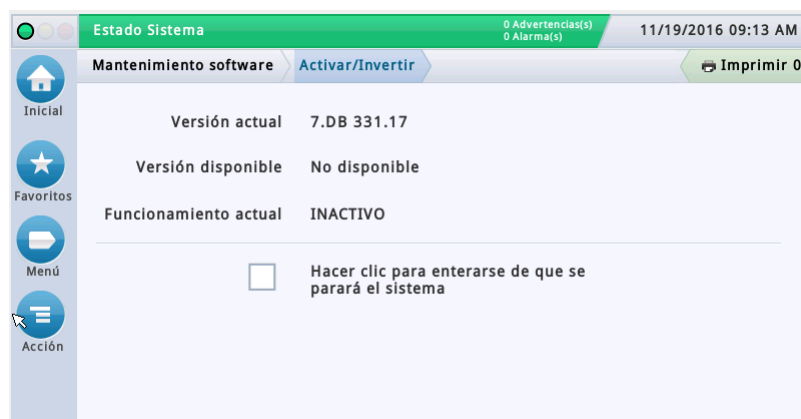 Estado Sistema
0 Advertencias(s)
0 Alarma(s)
11/19/2016 09:13 AM
Mantenimiento software
Activar/Invertir
Imprimir 0
Inicial
Versión actual 7.DB 331.17
Versión disponible No disponible
Favoritos
Funcionamiento actual INACTIVO
Menú
Hacer clic para enterarse de que se
parará el sistema
Acción